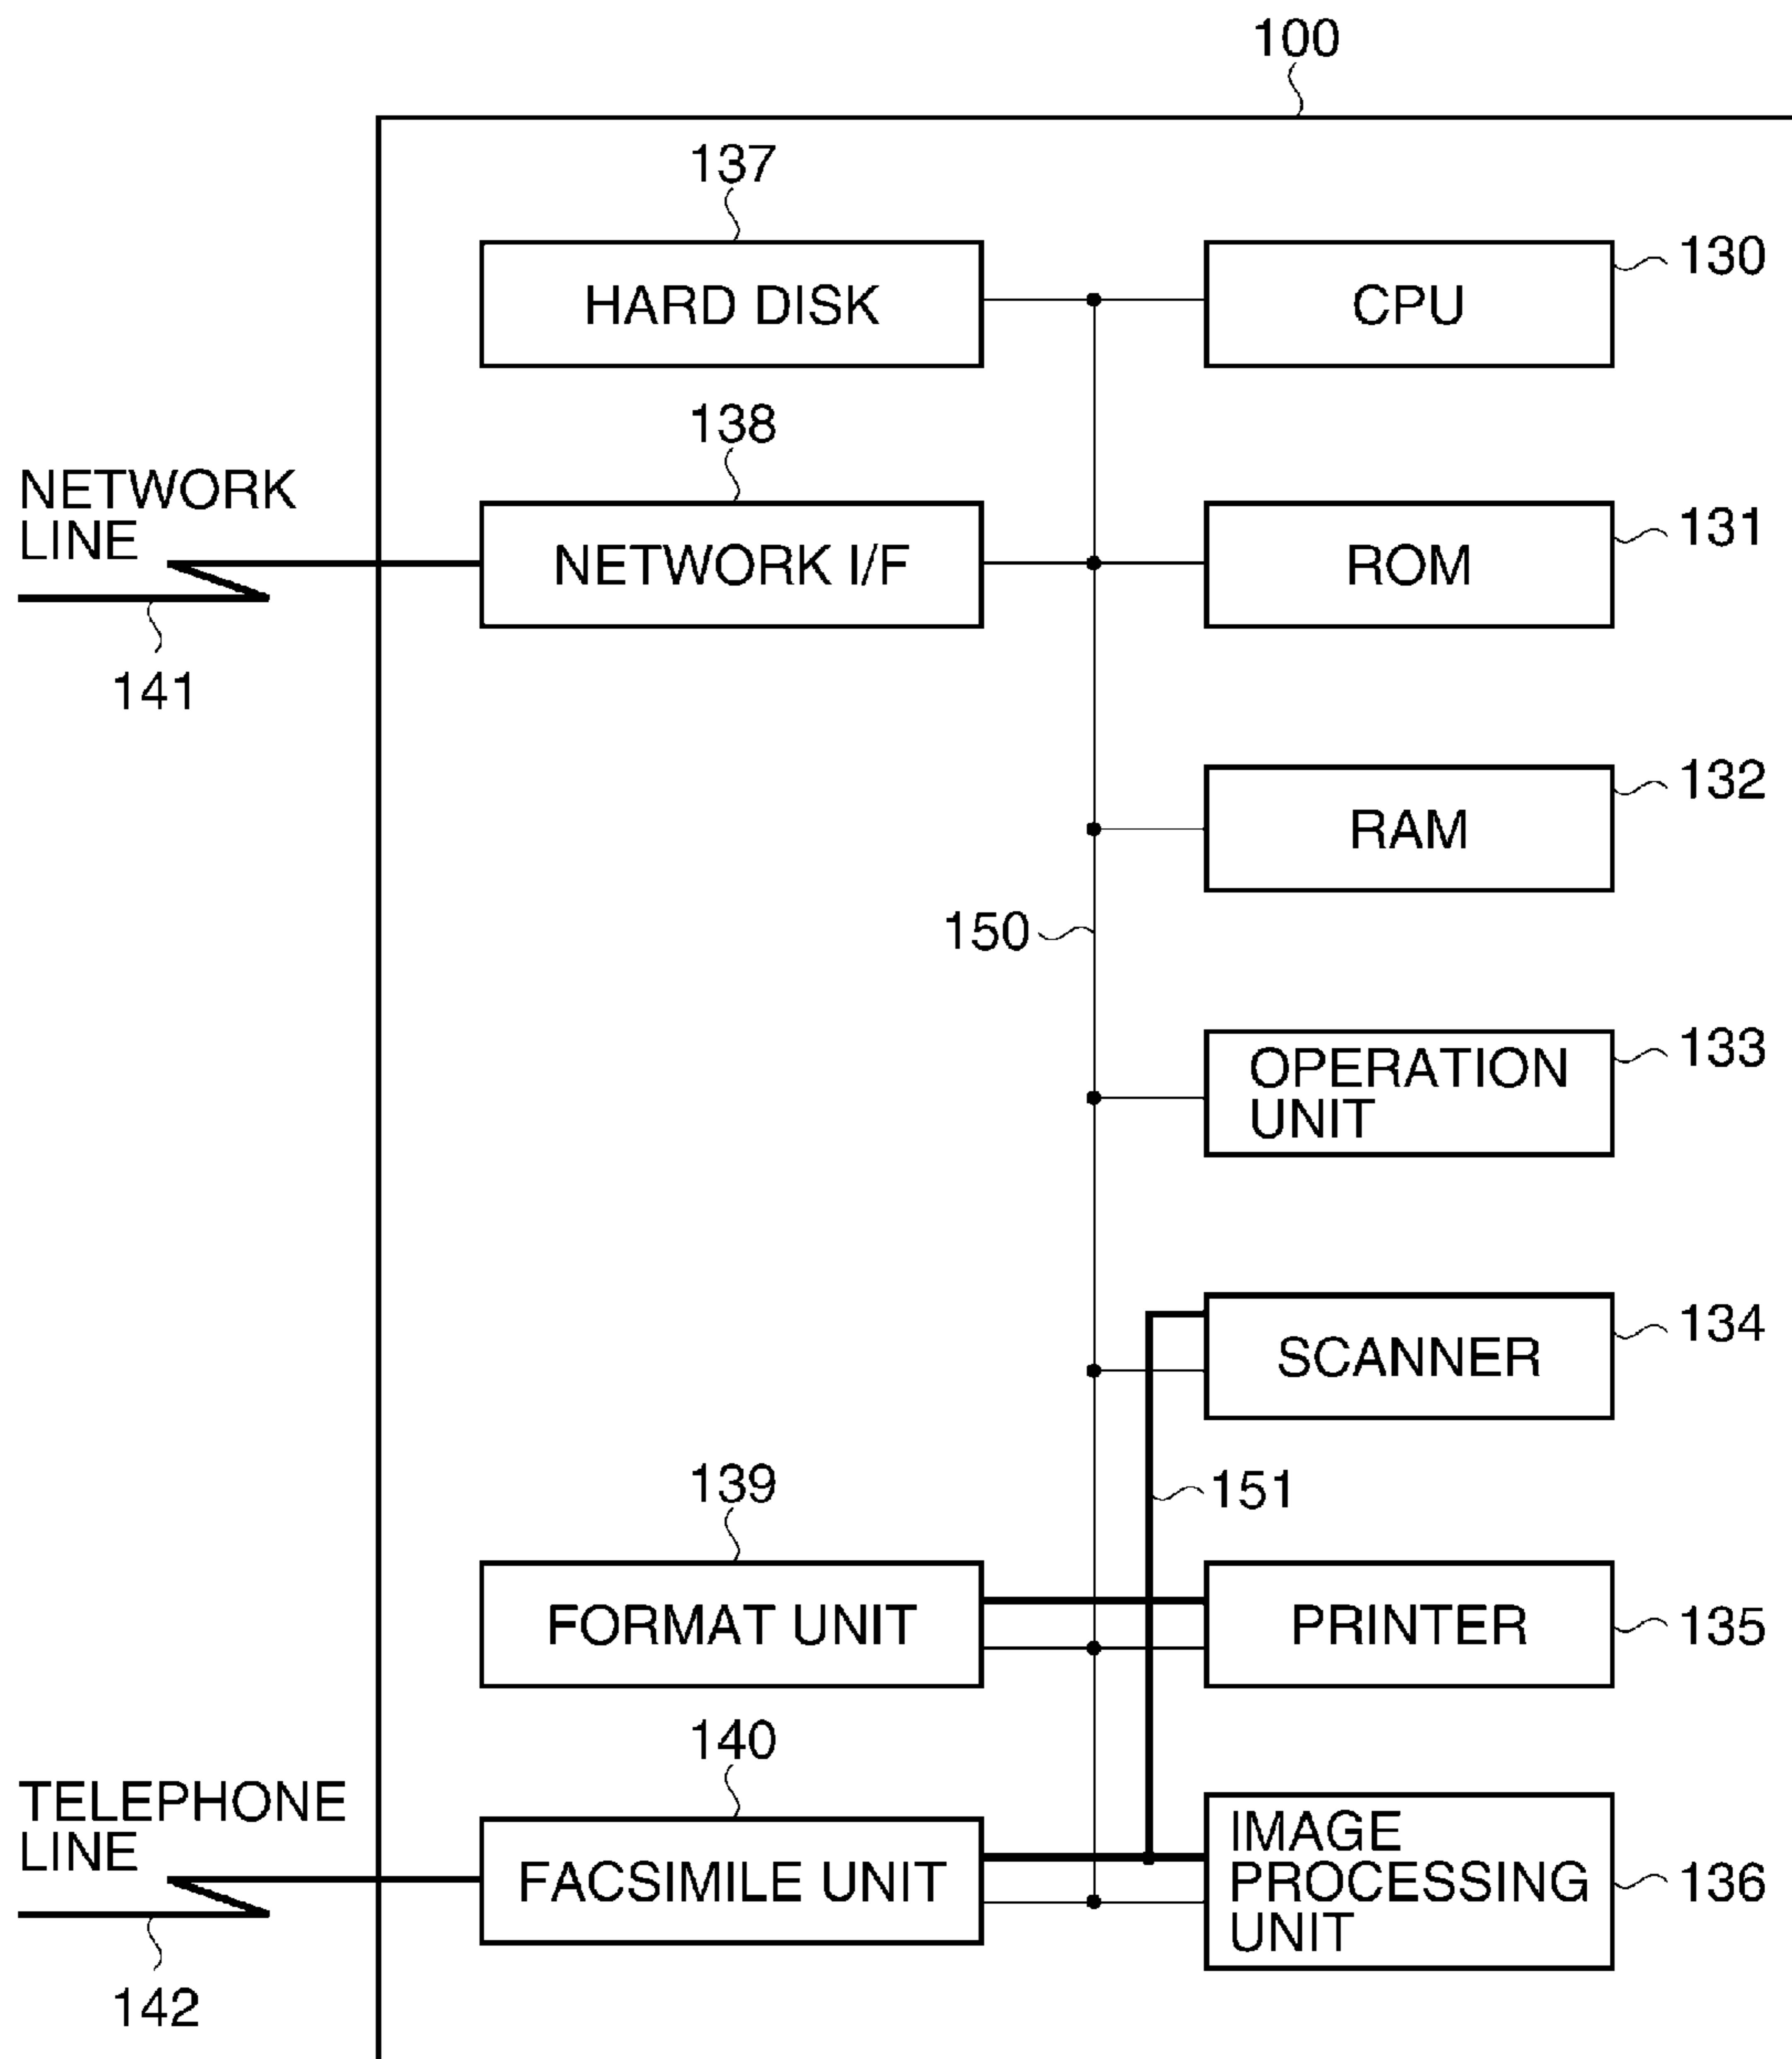 100
137
HARD DISK
CPU
130
138
NETWORK
LINE
NETWORK I/F
ROM
131
141
RAM
132
150
OPERATION
UNIT
133
SCANNER
134
139
151
FORMAT UNIT
PRINTER
135
140
TELEPHONE
LINE
FACSIMILE UNIT
IMAGE
PROCESSING
UNIT
136
142